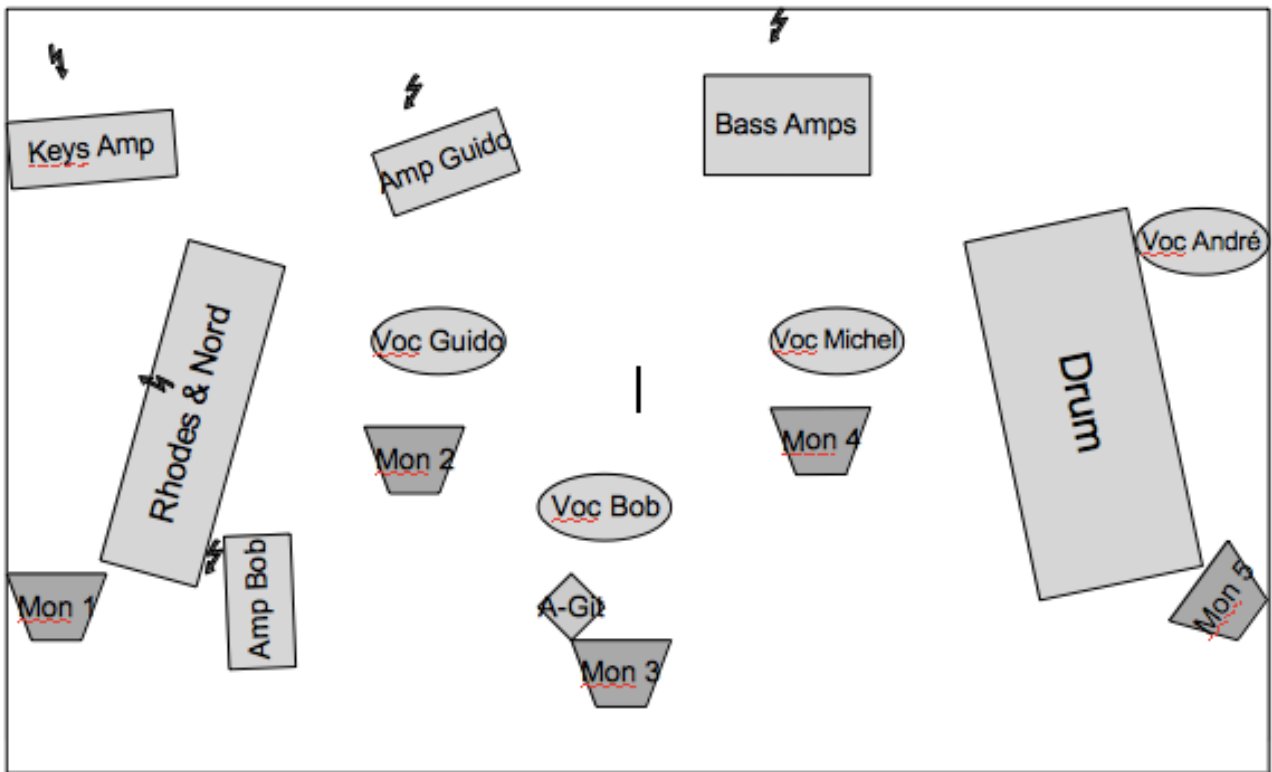 Keys Amp
Amp Guido
Bass Amps
Voc André
Rhodes & Nord
Voc Guido
Voc Michel
Drum
Mon 2
Mon 4
Voc Bob
Mon 1
Amp Bob
A-Git
Mon 3
Mon 5